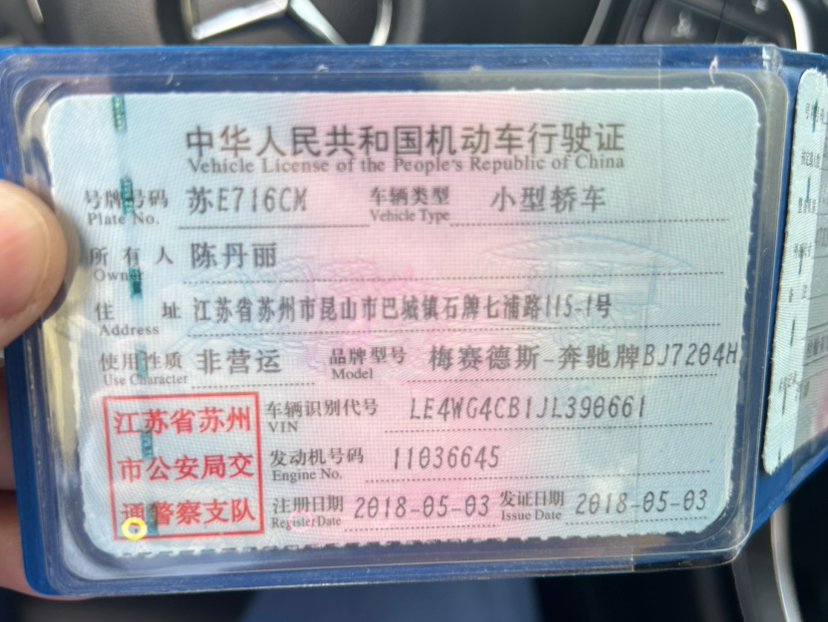 中华人民共和国机动车行驶证
Vehicle License of the People's Republic of China
号牌号码 苏E716CM 车辆类型 小型轿车
Plate No. Vehicle Type
所有人 陈丹丽
Owner
住址 江苏省苏州市昆山市巴城镇石牌七浦路115-1号
Address
使用性质 非营运 品牌型号 梅赛德斯-奔驰牌BJ7204H
Use Character Model
江苏省苏州
市公安局交
通警察支队
车辆识别代号 LE4WG4CB1JL390661
VIN
发动机号码 11036645
Engine No.
注册日期 2018-05-03 发证日期 2018-05-03
Register Date Issue Date